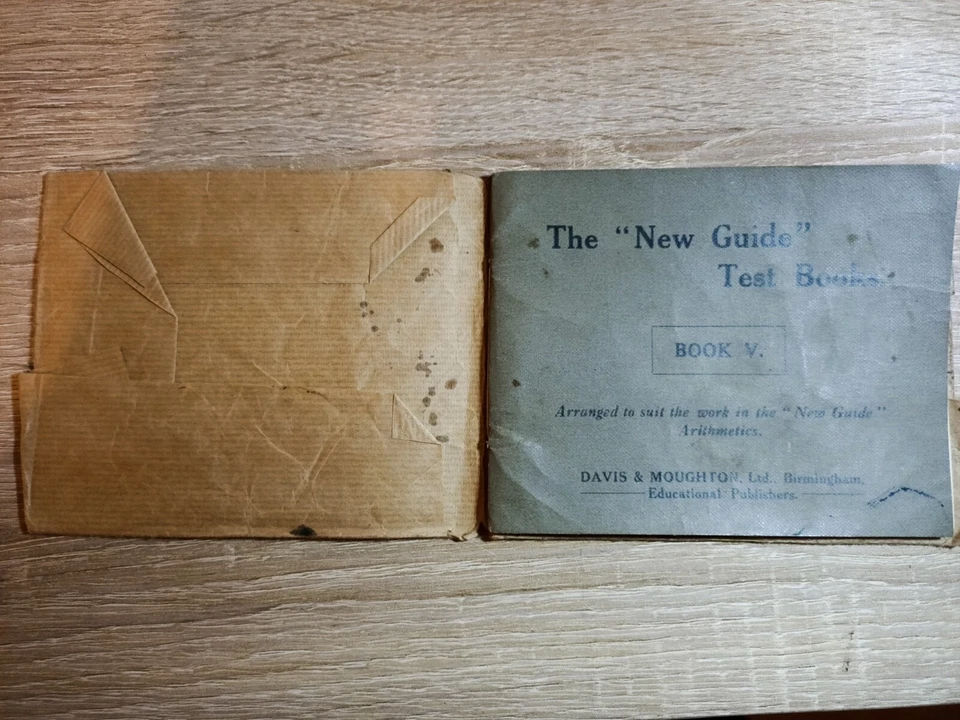 The "New Guide"
Test Books.
BOOK V.
Arranged to suit the work in the "New Guide"
Arithmetics.
DAVIS & MOUGHTON, Ltd., Birmingham,
Educational Publishers.